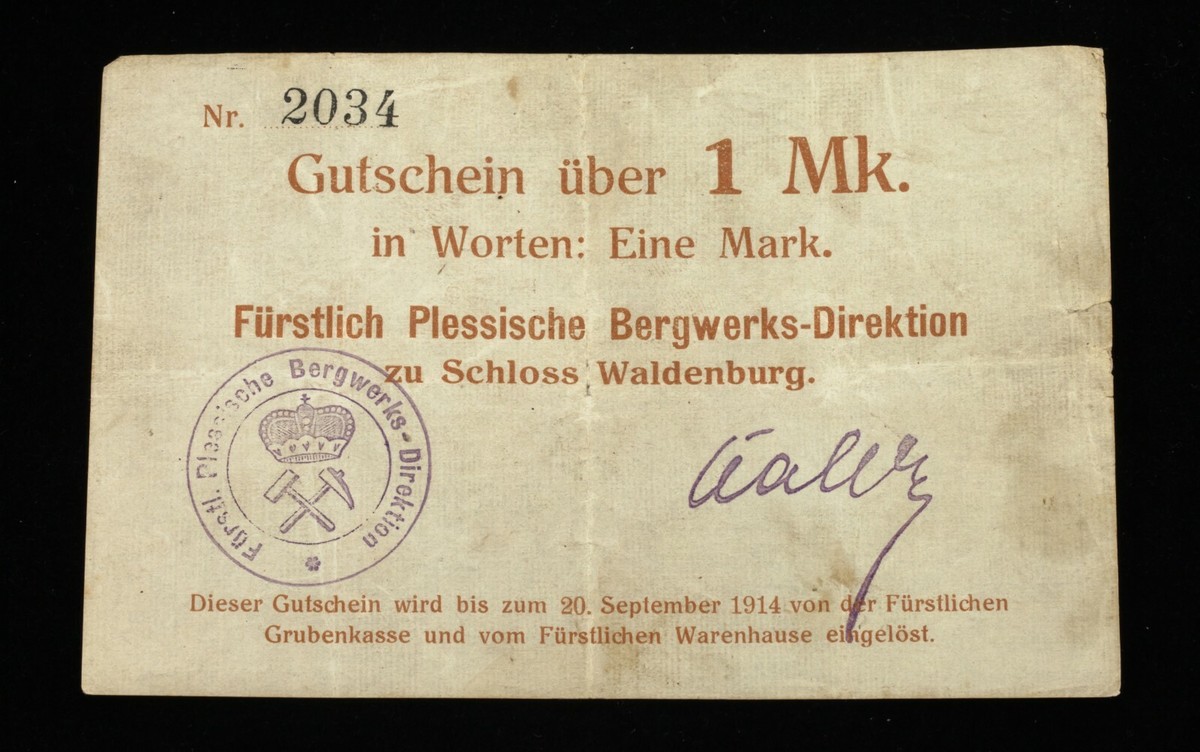 Nr. 2034
Gutschein über 1 Mk.
in Worten: Eine Mark.
Fürstlich Plessische Bergwerks-Direktion
zu Schloss Waldenburg.
Fürstl. Plessische Bergwerks-Direktion
Dieser Gutschein wird bis zum 20. September 1914 von der Fürstlichen
Grubenkasse und vom Fürstlichen Warenhause eingelöst.